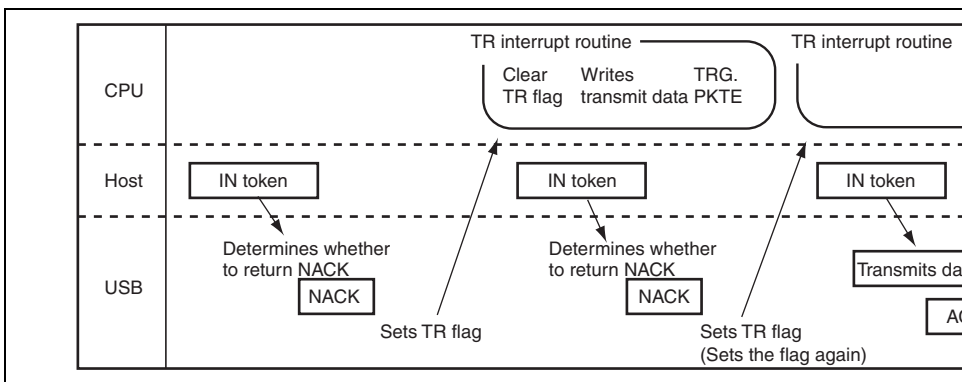 TR interrupt routine
TR interrupt routine
CPU
Clear Writes TRG.
TR flag transmit data PKTE
Host
IN token
IN token
IN token
Determines whether
to return NACK
Determines whether
to return NACK
USB
Transmits da
NACK
NACK
Sets TR flag
Sets TR flag
(Sets the flag again)